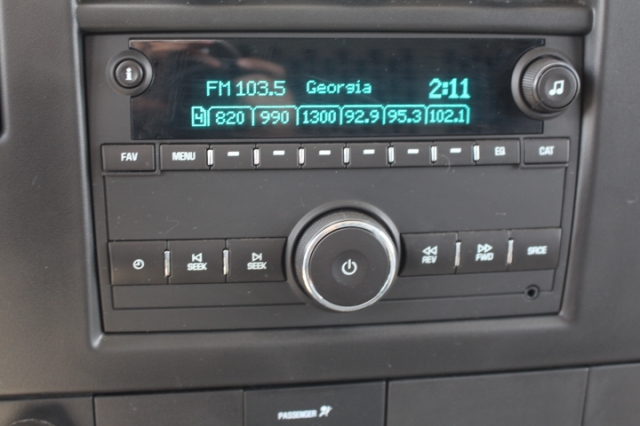 FM 103.5 Georgia 2:11
4 820 990 1300 92.9 95.3 102.1
FAV MENU EQ CAT
SEEK SEEK REV FWD SRCE
PASSENGER